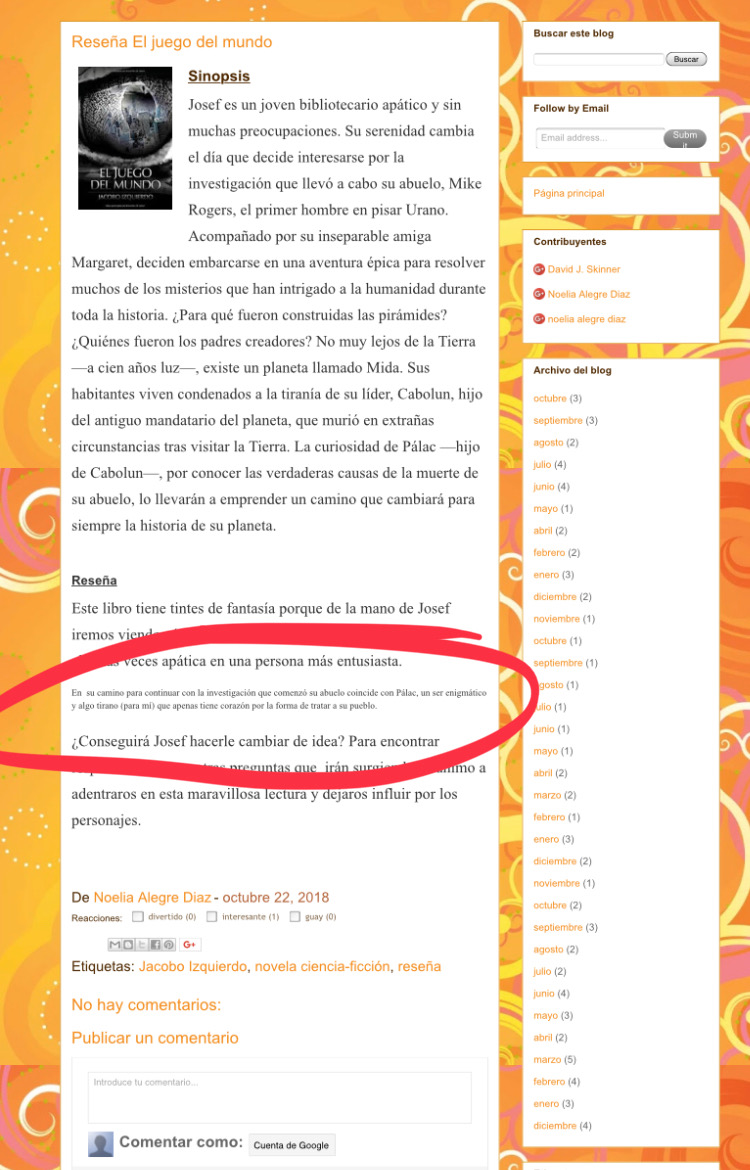 Reseña El juego del mundo
EL JUEGO
DEL MUNDO
JACOBO IZQUIERDO
Sinopsis
Josef es un joven bibliotecario apático y sin
muchas preocupaciones. Su serenidad cambia
el día que decide interesarse por la
investigación que llevó a cabo su abuelo, Mike
Rogers, el primer hombre en pisar Urano.
Acompañado por su inseparable amiga
Margaret, deciden embarcarse en una aventura épica para resolver
muchos de los misterios que han intrigado a la humanidad durante
toda la historia. ¿Para qué fueron construidas las pirámides?
¿Quiénes fueron los padres creadores? No muy lejos de la Tierra
—a cien años luz—, existe un planeta llamado Mida. Sus
habitantes viven condenados a la tiranía de su líder, Cabolun, hijo
del antiguo mandatario del planeta, que murió en extrañas
circunstancias tras visitar la Tierra. La curiosidad de Pálac —hijo
de Cabolun—, por conocer las verdaderas causas de la muerte de
su abuelo, lo llevarán a emprender un camino que cambiará para
siempre la historia de su planeta.
Reseña
Este libro tiene tintes de fantasía porque de la mano de Josef
iremos viendo
veces apática en una persona más entusiasta.
En su camino para continuar con la investigación que comenzó su abuelo coincide con Pálac, un ser enigmático
y algo tirano (para mí) que apenas tiene corazón por la forma de tratar a su pueblo.
¿Conseguirá Josef hacerle cambiar de idea? Para encontrar
preguntas que irán surgiendo a
adentraros en esta maravillosa lectura y dejaros influir por los
personajes.
De Noelia Alegre Diaz - octubre 22, 2018
Reacciones: divertido (0) interesante (1) guay (0)
G+
Etiquetas: Jacobo Izquierdo, novela ciencia-ficción, reseña
No hay comentarios:
Publicar un comentario
Introduce tu comentario...
Comentar como: Cuenta de Google
Buscar este blog
Buscar
Follow by Email
Email address...
Subm
it
Página principal
Contribuyentes
David J. Skinner
Noelia Alegre Diaz
noelia alegre diaz
Archivo del blog
octubre (3)
septiembre (3)
agosto (2)
julio (4)
junio (4)
mayo (1)
abril (2)
febrero (2)
enero (3)
diciembre (2)
noviembre (1)
octubre (1)
septiembre (1)
agosto (1)
julio (1)
junio (1)
mayo (1)
abril (2)
marzo (2)
febrero (1)
enero (3)
diciembre (2)
noviembre (1)
octubre (2)
septiembre (3)
agosto (2)
julio (2)
junio (4)
mayo (3)
abril (2)
marzo (5)
febrero (4)
enero (3)
diciembre (4)